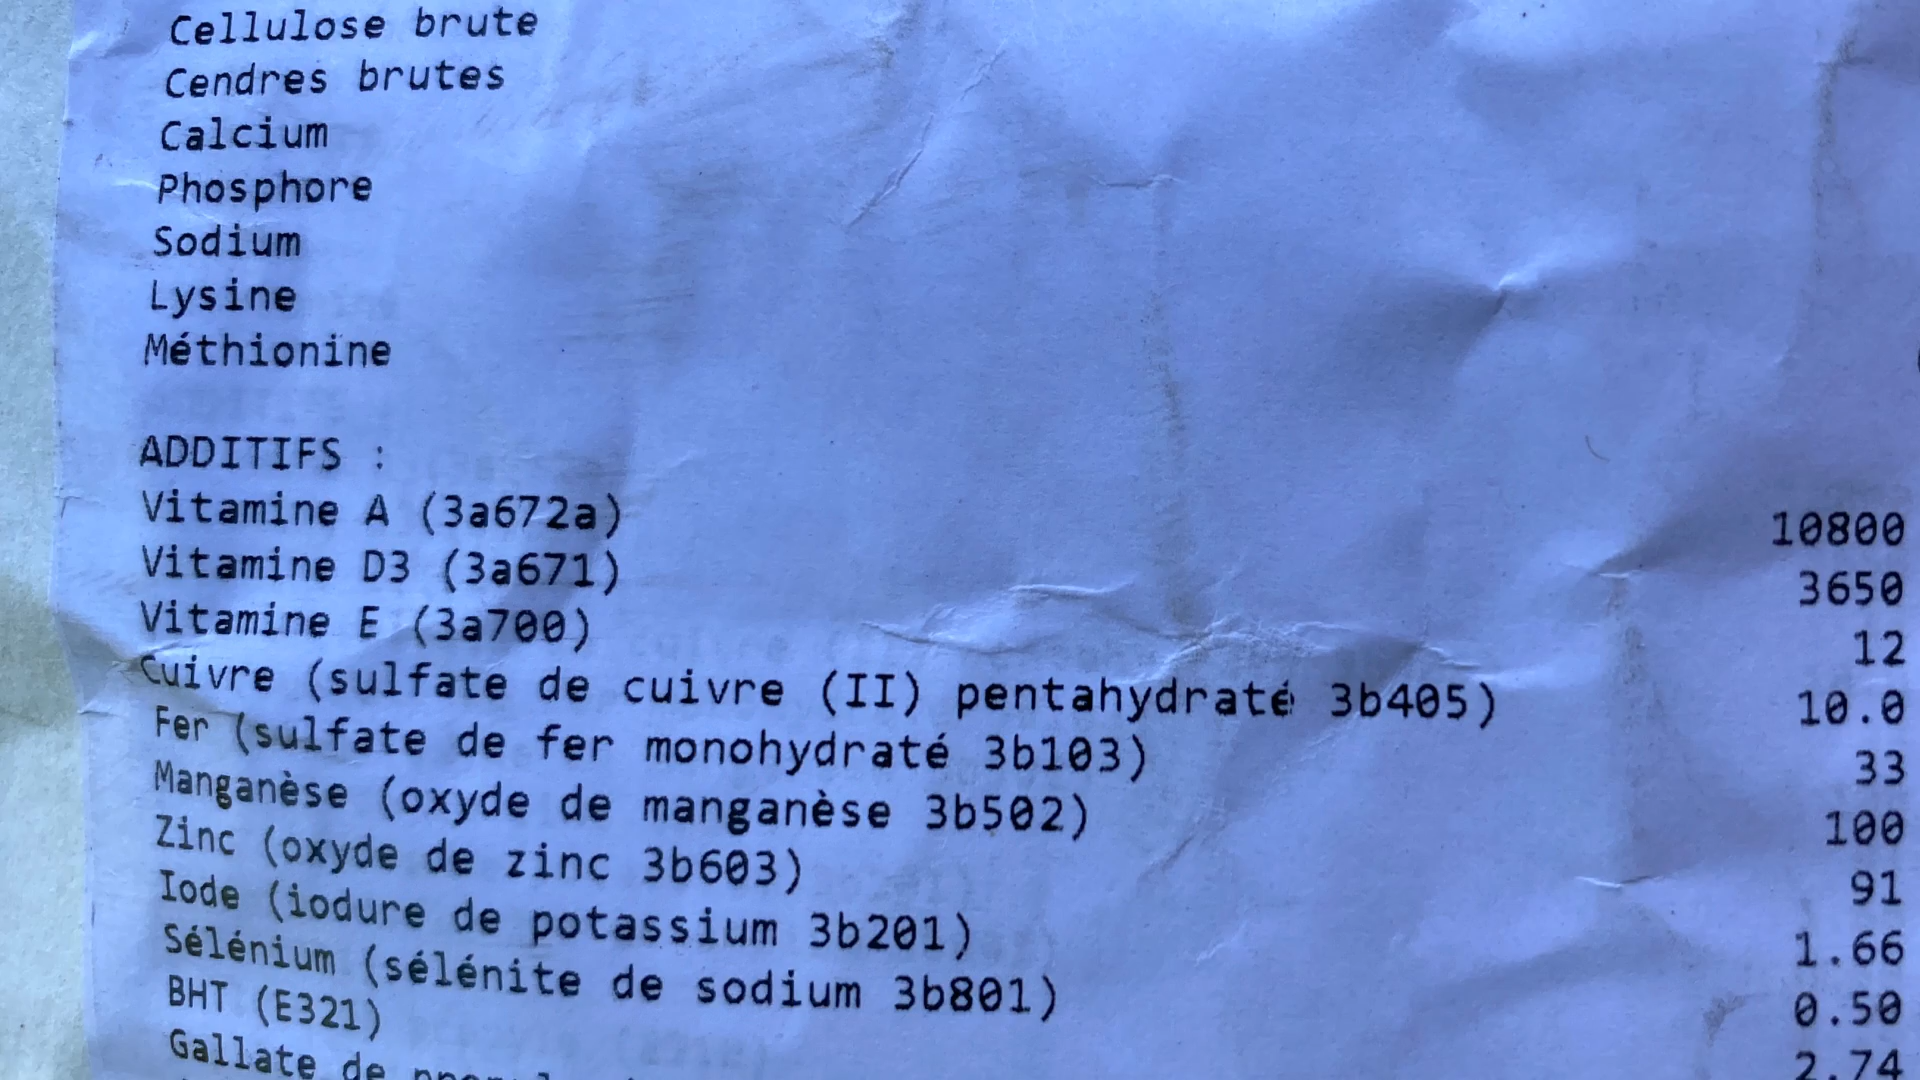 Cellulose brute
Cendres brutes
Calcium
Phosphore
Sodium
Lysine
Méthionine
ADDITIFS :
Vitamine A (3a672a) 10800
Vitamine D3 (3a671) 3650
Vitamine E (3a700) 12
Cuivre (sulfate de cuivre (II) pentahydraté 3b405) 10.0
Fer (sulfate de fer monohydraté 3b103) 33
Manganèse (oxyde de manganèse 3b502) 100
Zinc (oxyde de zinc 3b603) 91
Iode (iodure de potassium 3b201) 1.66
Sélénium (sélénite de sodium 3b801) 0.50
BHT (E321) 2.74
Gallate de